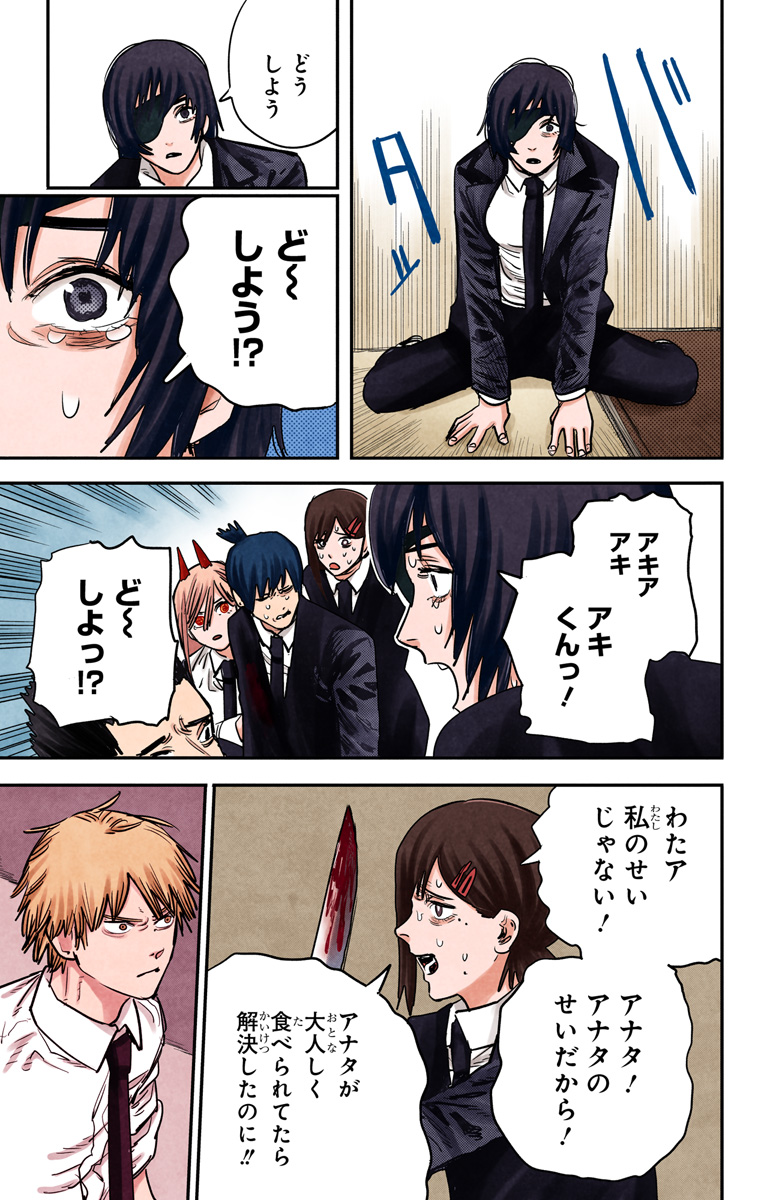 バ
タッ
どう
しよう
ど〜
しよう!?
アキア
アキ
アキ
くんっ!
ど〜
しよっ!?
わたア
私のせい
じゃない!
アナタ!
アナタの
せいだから!
アナタが
大人しく
食べられてたら
解決したのに!!